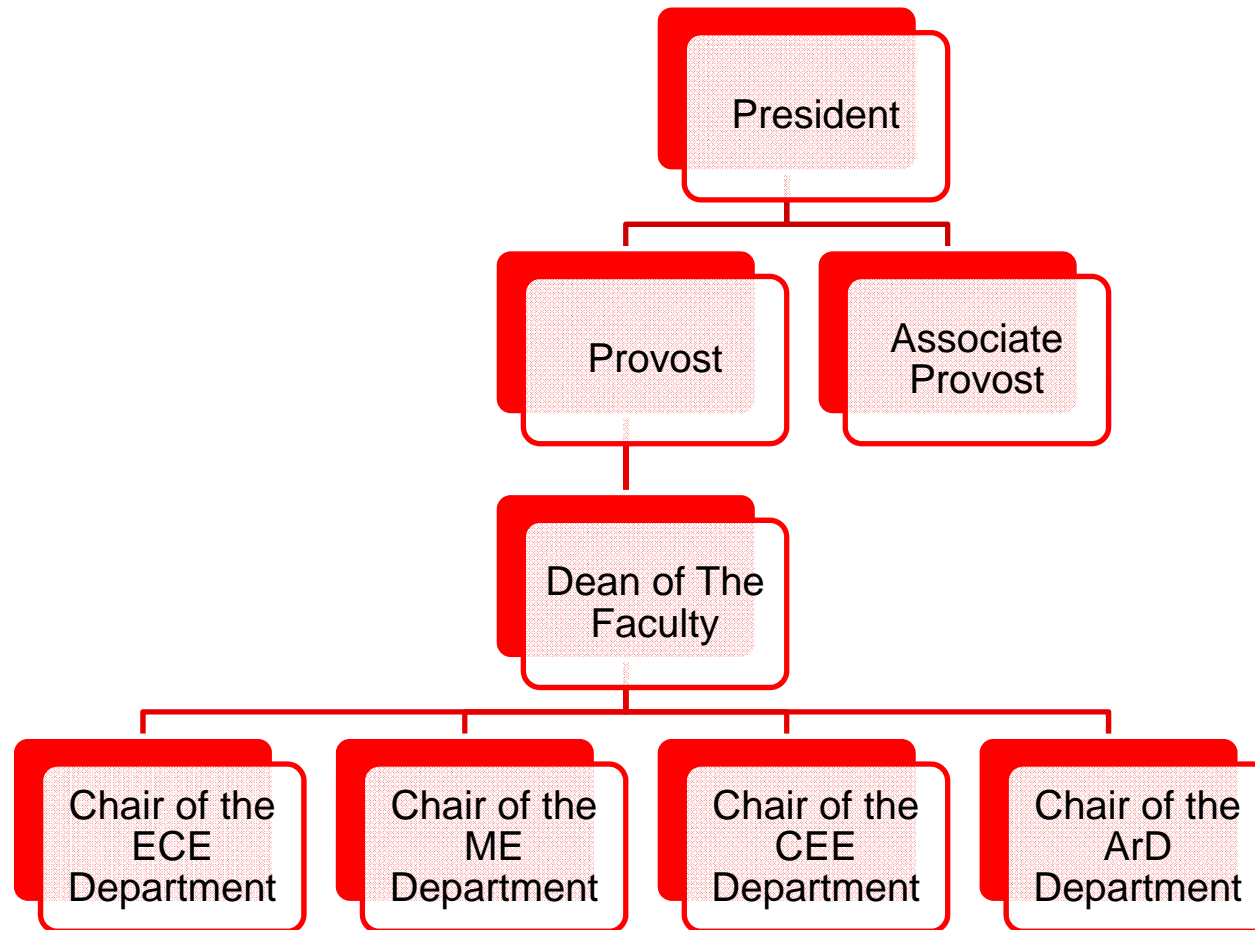 President
Provost
Associate
Provost
Dean of The
Faculty
Chair of the
ECE
Department
Chair of the
ME
Department
Chair of the
CEE
Department
Chair of the
ArD
Department